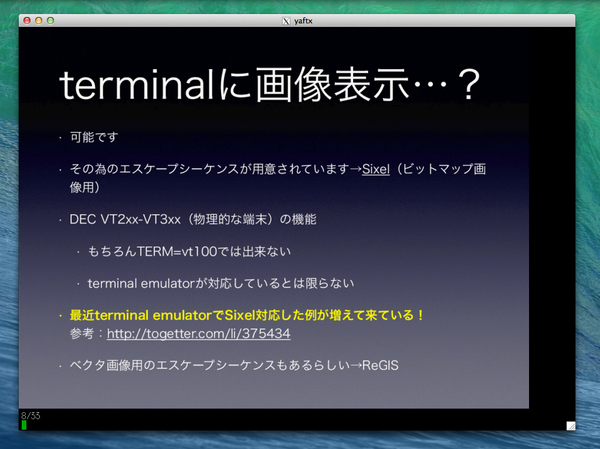 yaftx
terminalに画像表示…？
・ 可能です
・ その為のエスケープシーケンスが用意されています→Sixel（ビットマップ画
像用）
・ DEC VT2xx-VT3xx（物理的な端末）の機能
・ もちろんTERM=vt100では出来ない
・ terminal emulatorが対応しているとは限らない
・ 最近terminal emulatorでSixel対応した例が増えて来ている！
参考：http://togetter.com/li/375434
・ ベクタ画像用のエスケープシーケンスもあるらしい→ReGIS
8/33